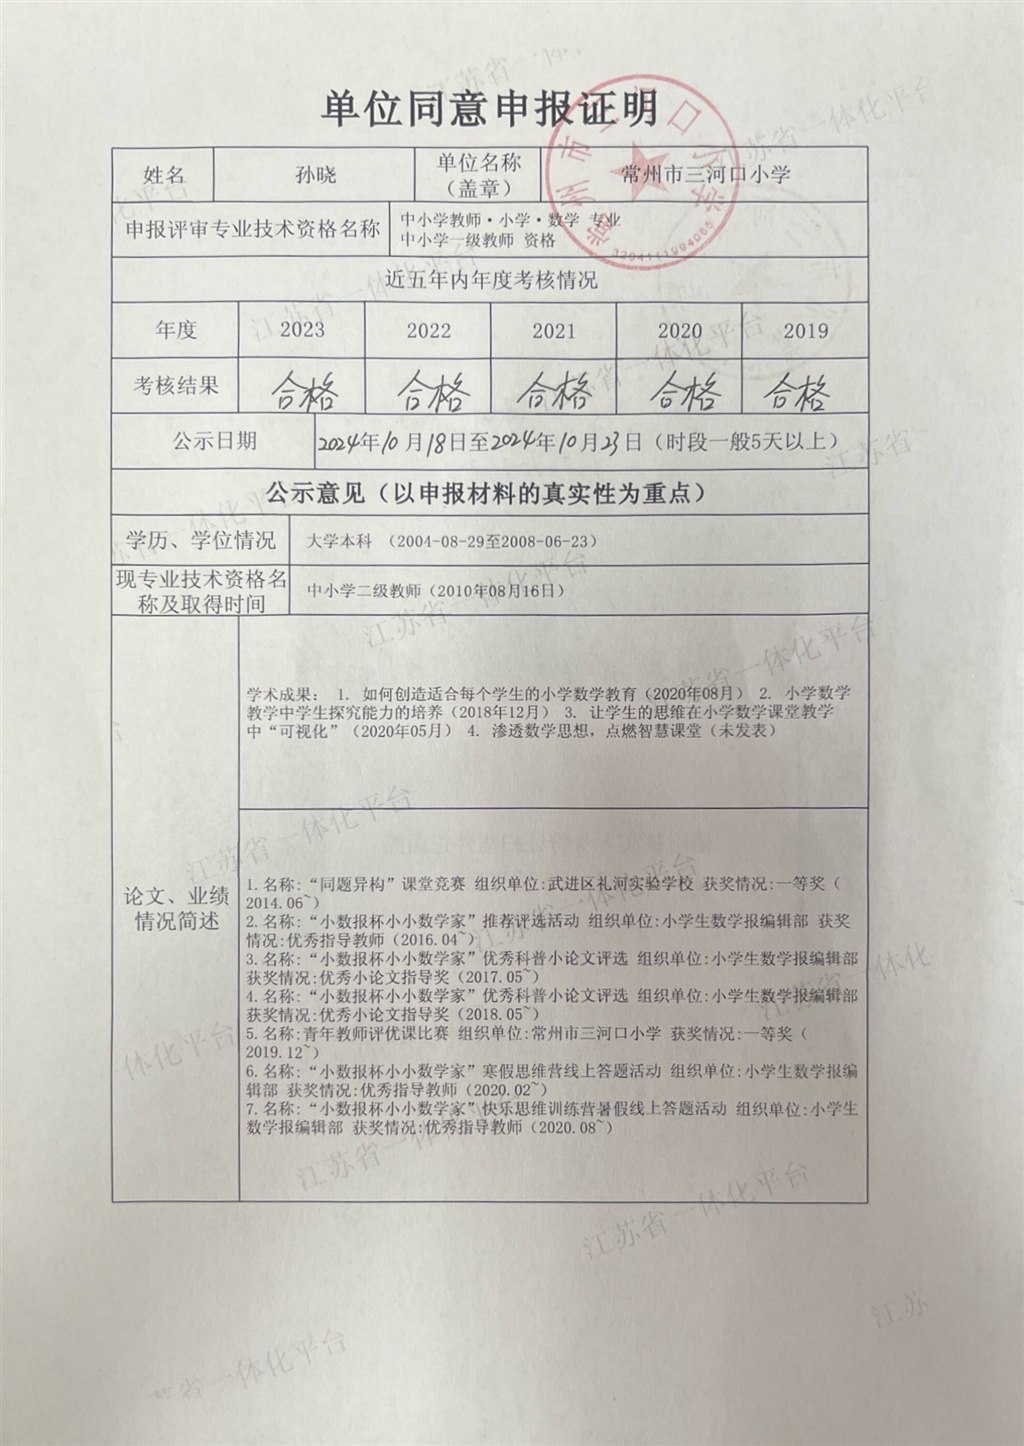 单位同意申报证明
姓名 孙晓 单位名称（盖章） 常州市三河口小学
申报评审专业技术资格名称 中小学教师·小学·数学 专业
中小学一级教师 资格
近五年内年度考核情况
年度 2023 2022 2021 2020 2019
考核结果 合格 合格 合格 合格 合格
公示日期 2024年10月18日至2024年10月23日（时段一般5天以上）
公示意见（以申报材料的真实性为重点）
学历、学位情况 大学本科 （2004-08-29至2008-06-23）
现专业技术资格名称及取得时间 中小学二级教师（2010年08月16日）
论文、业绩情况简述
学术成果： 1. 如何创造适合每个学生的小学数学教育（2020年08月） 2. 小学数学
教学中学生探究能力的培养（2018年12月） 3. 让学生的思维在小学数学课堂教学
中“可视化”（2020年05月） 4. 渗透数学思想，点燃智慧课堂（未发表）
1.名称:“同题异构”课堂竞赛 组织单位:武进区礼河实验学校 获奖情况:一等奖（
2014.06~）
2.名称:“小数报杯小小数学家”推荐评选活动 组织单位:小学生数学报编辑部 获奖
情况:优秀指导教师（2016.04~）
3.名称:“小数报杯小小数学家”优秀科普小论文评选 组织单位:小学生数学报编辑部
获奖情况:优秀小论文指导奖（2017.05~）
4.名称:“小数报杯小小数学家”优秀科普小论文评选 组织单位:小学生数学报编辑部
获奖情况:优秀小论文指导奖（2018.05~）
5.名称:青年教师评优课比赛 组织单位:常州市三河口小学 获奖情况:一等奖（
2019.12~）
6.名称:“小数报杯小小数学家”寒假思维营线上答题活动 组织单位:小学生数学报编
辑部 获奖情况:优秀指导教师（2020.02~）
7.名称:“小数报杯小小数学家”快乐思维训练营暑假线上答题活动 组织单位:小学生
数学报编辑部 获奖情况:优秀指导教师（2020.08~）
江苏省一体化平台